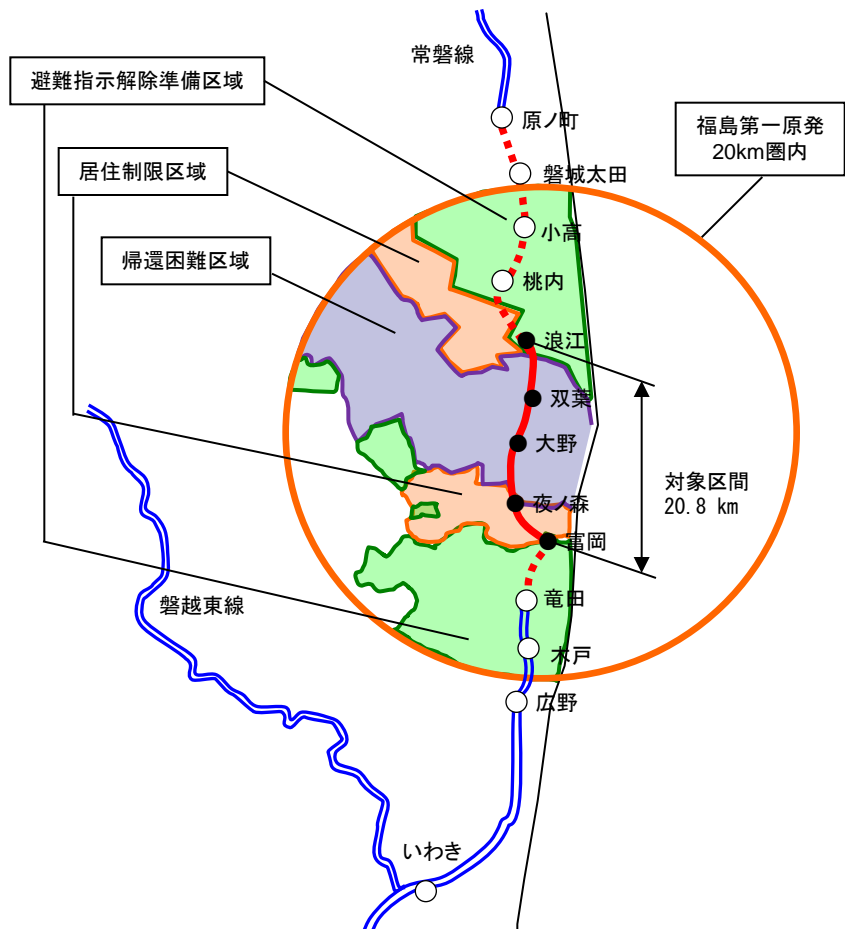 常磐線
避難指示解除準備区域
原ノ町
福島第一原発
20km圏内
居住制限区域
磐城太田
小高
帰還困難区域
桃内
浪江
双葉
大野
対象区間
20.8 km
夜ノ森
富岡
竜田
磐越東線
木戸
広野
いわき